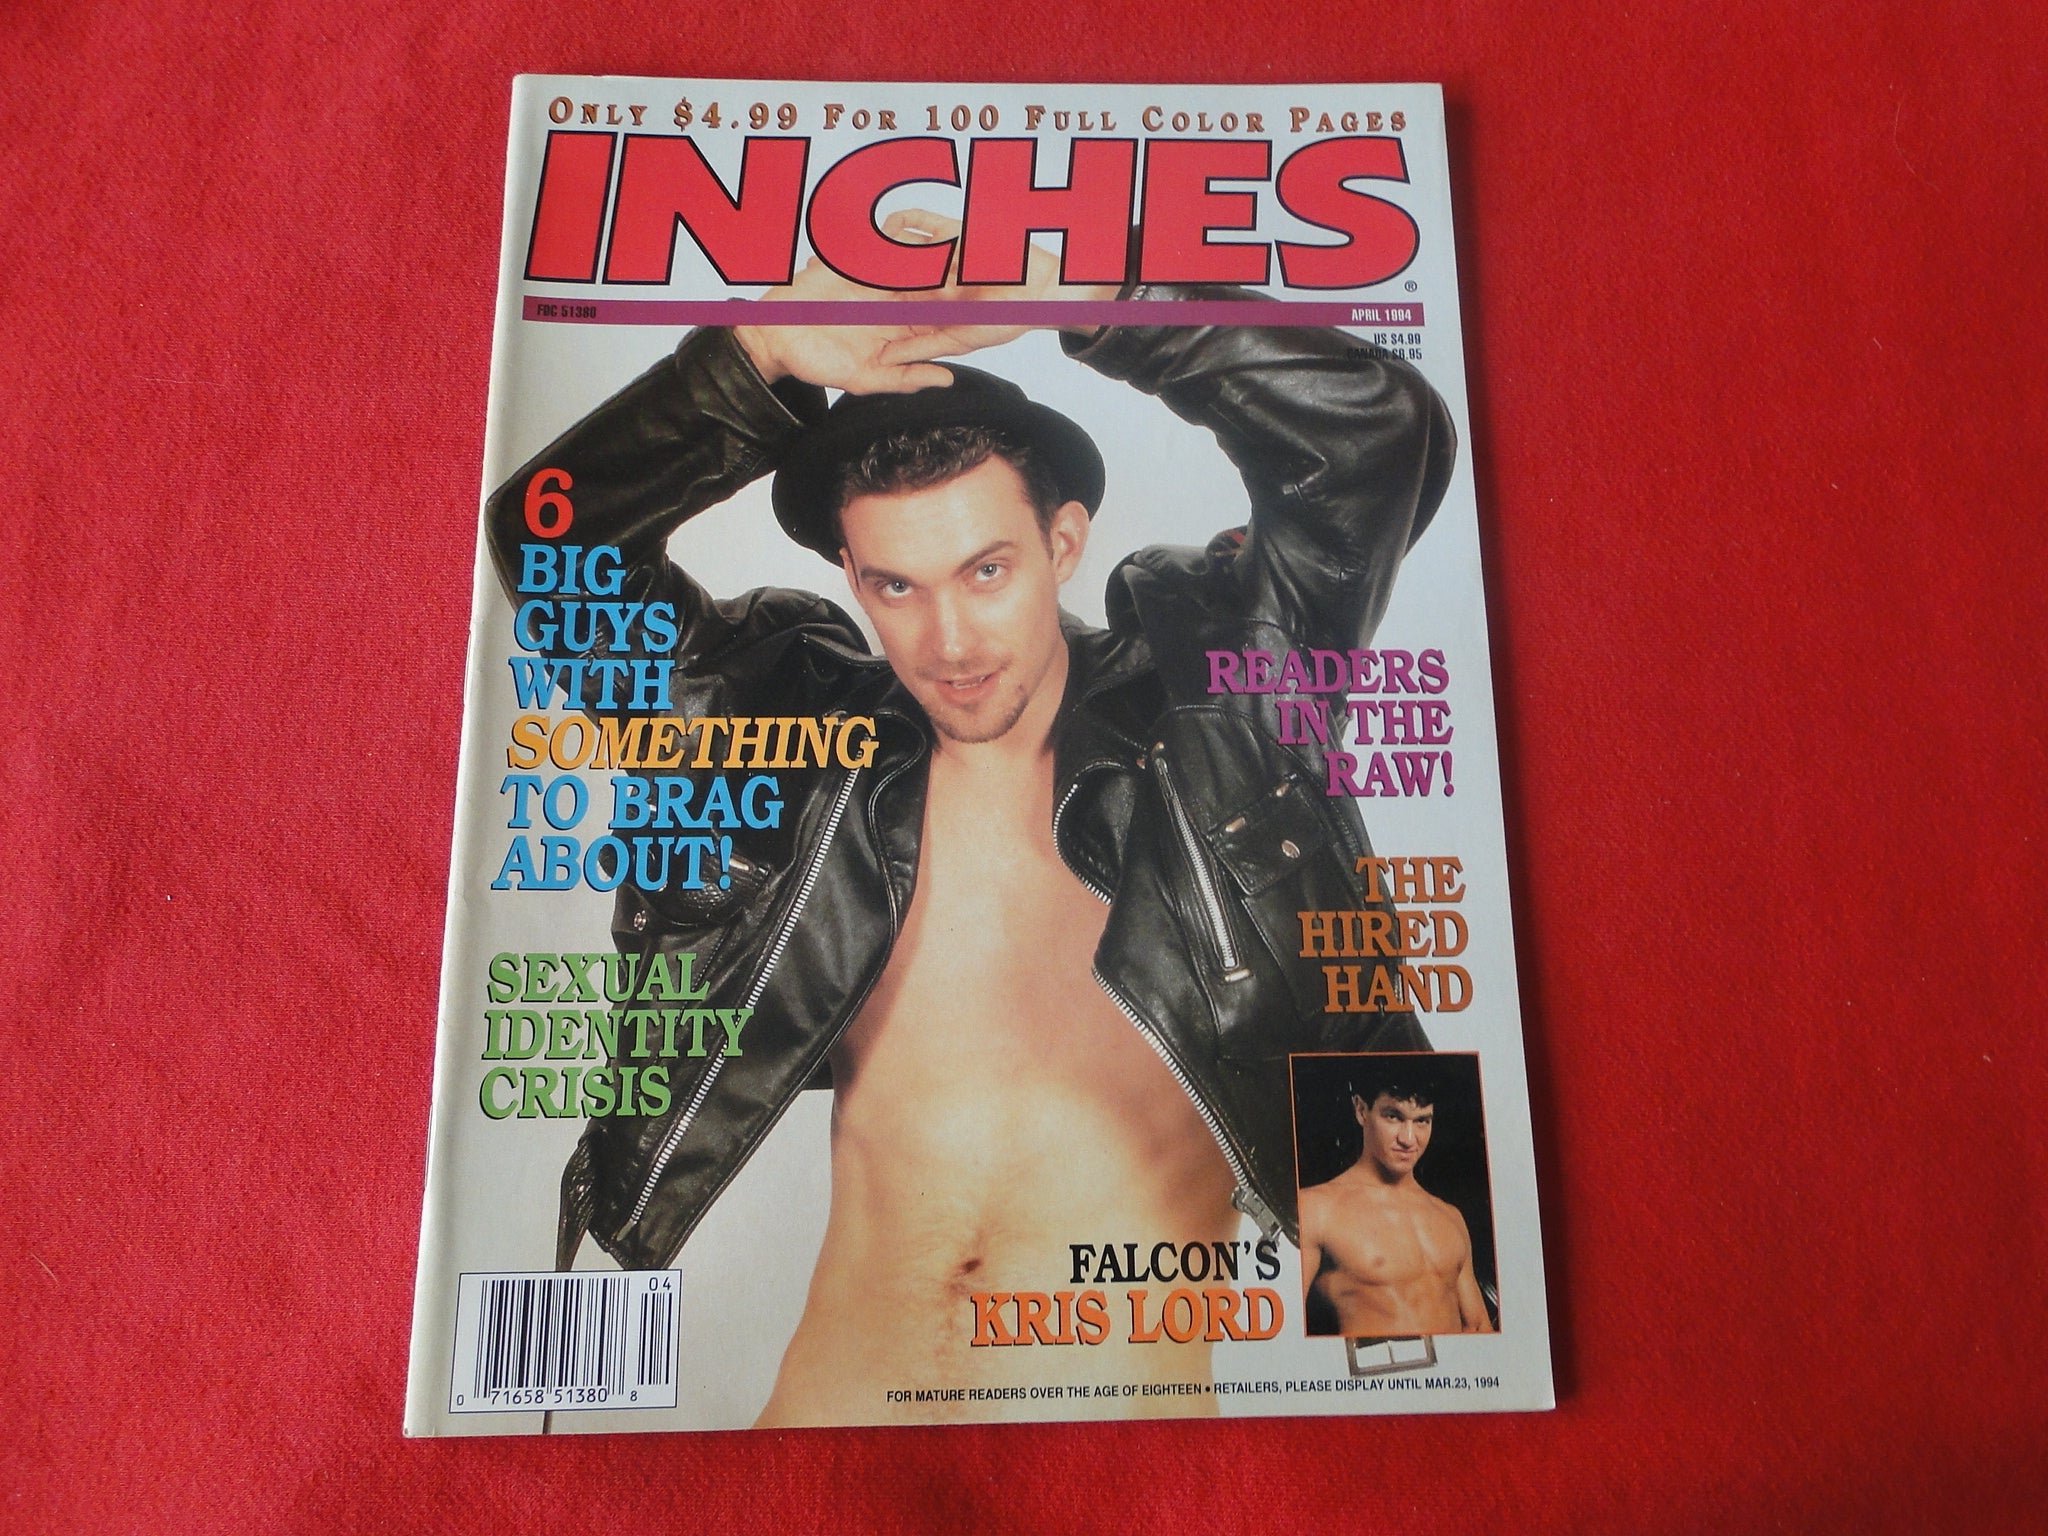 ONLY $4.99 FOR 100 FULL COLOR PAGES
INCHES®
FDC 51380
APRIL 1994
US $4.99
CANADA $6.95
6
BIG
GUYS
WITH
SOMETHING
TO BRAG
ABOUT!
SEXUAL
IDENTITY
CRISIS
READERS
IN THE
RAW!
THE
HIRED
HAND
FALCON'S
KRIS LORD
04
0 71658 51380 8
FOR MATURE READERS OVER THE AGE OF EIGHTEEN • RETAILERS, PLEASE DISPLAY UNTIL MAR.23, 1994